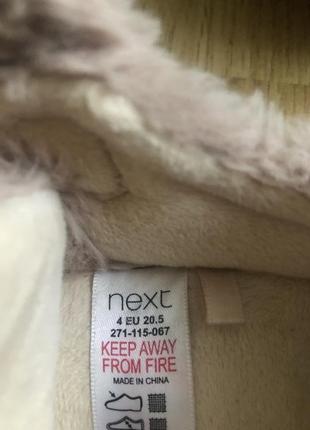 next
4 EU 20.5
271-115-067
KEEP AWAY
FROM FIRE
MADE IN CHINA